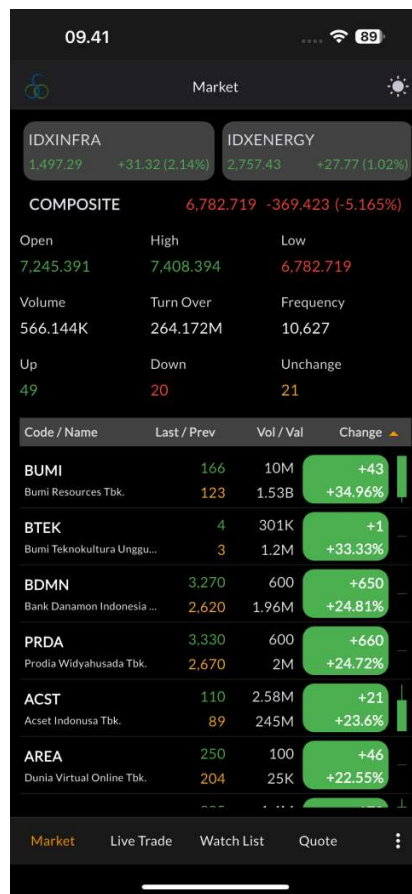 09.41
89
Market
IDXINFRA
1,497.29 +31.32 (2.14%)
IDXENERGY
2,757.43 +27.77 (1.02%)
COMPOSITE 6,782.719 -369.423 (-5.165%)
Open High Low
7,245.391 7,408.394 6,782.719
Volume Turn Over Frequency
566.144K 264.172M 10,627
Up Down Unchange
49 20 21
Code / Name Last / Prev Vol / Val Change
BUMI 166 10M +43
Bumi Resources Tbk. 123 1.53B +34.96%
BTEK 4 301K +1
Bumi Teknokultura Unggu... 3 1.2M +33.33%
BDMN 3,270 600 +650
Bank Danamon Indonesia ... 2,620 1.96M +24.81%
PRDA 3,330 600 +660
Prodia Widyahusada Tbk. 2,670 2M +24.72%
ACST 110 2.58M +21
Acset Indonusa Tbk. 89 245M +23.6%
AREA 250 100 +46
Dunia Virtual Online Tbk. 204 25K +22.55%
Market Live Trade Watch List Quote